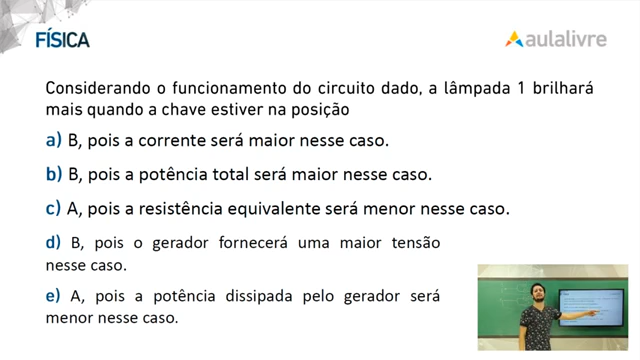 FÍSICA
aulalivre
Considerando o funcionamento do circuito dado, a lâmpada 1 brilhará
mais quando a chave estiver na posição
a) B, pois a corrente será maior nesse caso.
b) B, pois a potência total será maior nesse caso.
c) A, pois a resistência equivalente será menor nesse caso.
d) B, pois o gerador fornecerá uma maior tensão
nesse caso.
e) A, pois a potência dissipada pelo gerador será
menor nesse caso.